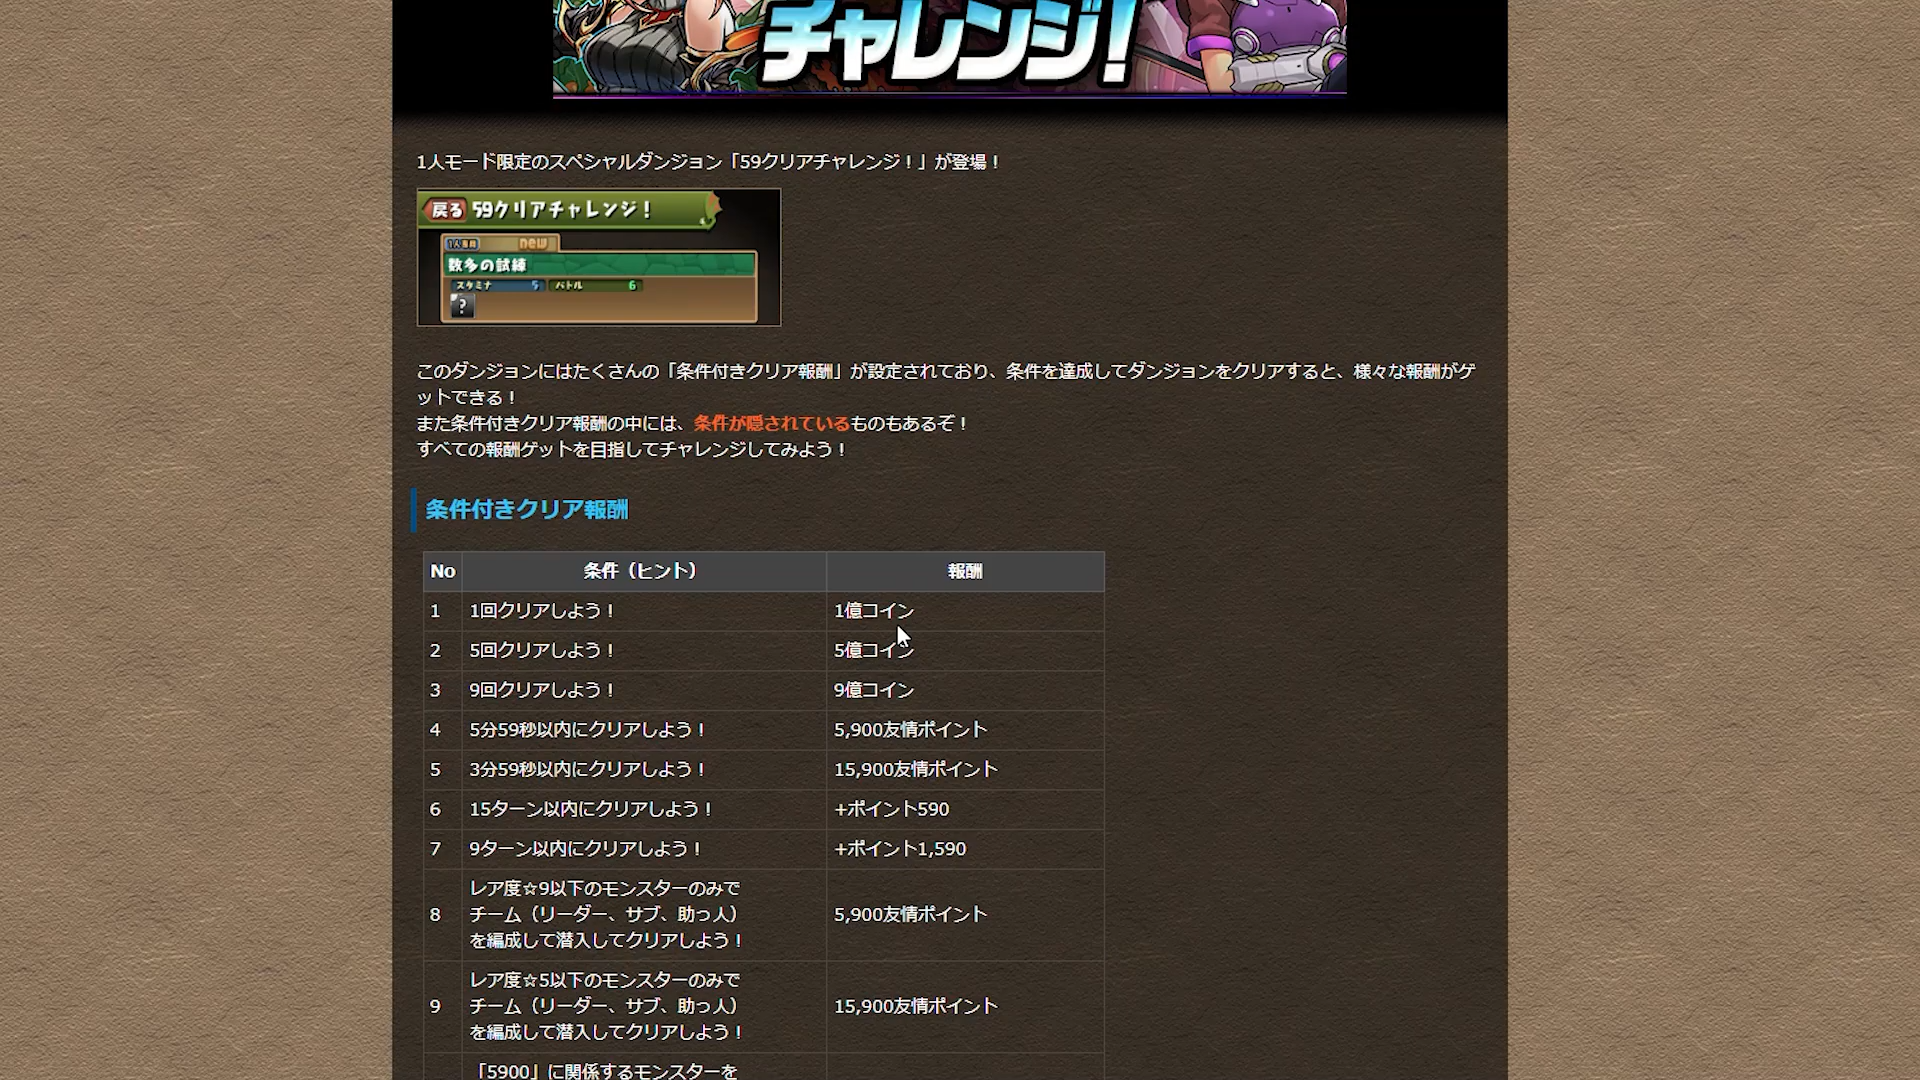 チャレンジ!
1人モード限定のスペシャルダンジョン「59クリアチャレンジ！」が登場！
戻る 59クリアチャレンジ！
1人専用 new
数多の試練
スタミナ 5 バトル 6
?
このダンジョンにはたくさんの「条件付きクリア報酬」が設定されており、条件を達成してダンジョンをクリアすると、様々な報酬がゲ
ットできる！
また条件付きクリア報酬の中には、条件が隠されているものもあるぞ！
すべての報酬ゲットを目指してチャレンジしてみよう！
条件付きクリア報酬
No 条件（ヒント） 報酬
1 1回クリアしよう！ 1億コイン
2 5回クリアしよう！ 5億コイン
3 9回クリアしよう！ 9億コイン
4 5分59秒以内にクリアしよう！ 5,900友情ポイント
5 3分59秒以内にクリアしよう！ 15,900友情ポイント
6 15ターン以内にクリアしよう！ +ポイント590
7 9ターン以内にクリアしよう！ +ポイント1,590
レア度☆9以下のモンスターのみで
8 チーム（リーダー、サブ、助っ人） 5,900友情ポイント
を編成して潜入してクリアしよう！
レア度☆5以下のモンスターのみで
9 チーム（リーダー、サブ、助っ人） 15,900友情ポイント
を編成して潜入してクリアしよう！
「5900」に関係するモンスターを